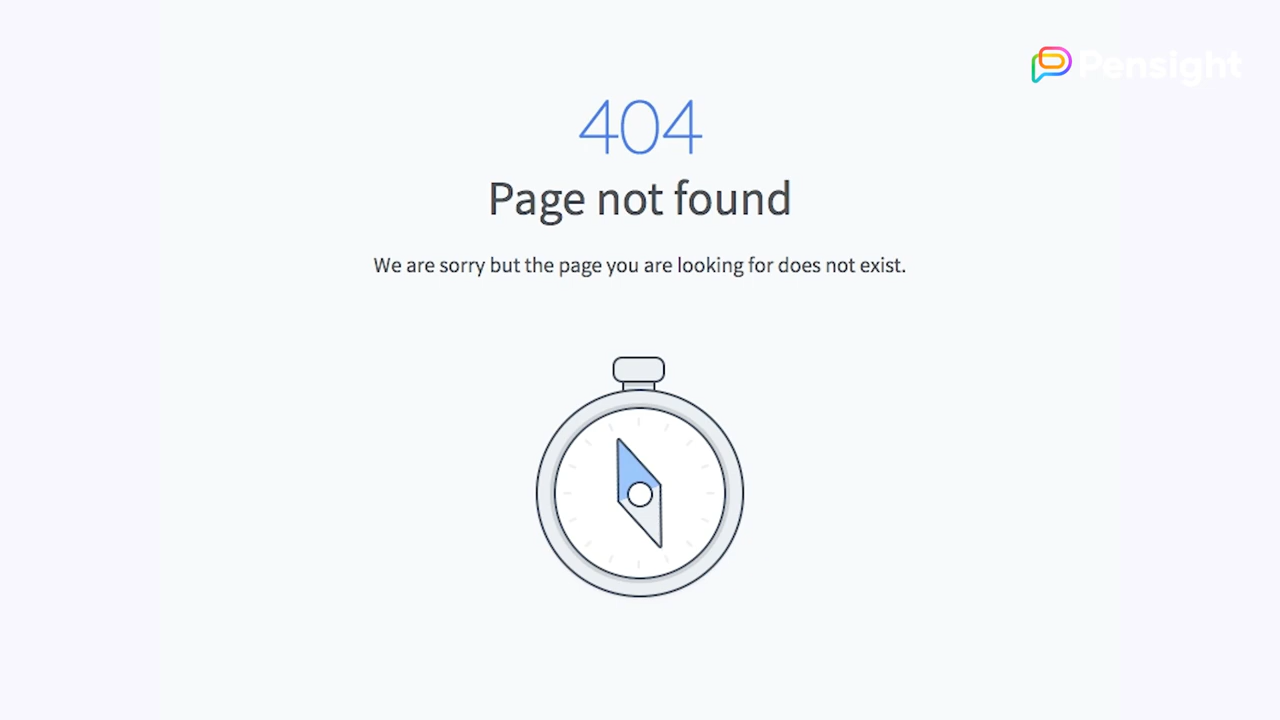 Pensight
404
Page not found
We are sorry but the page you are looking for does not exist.